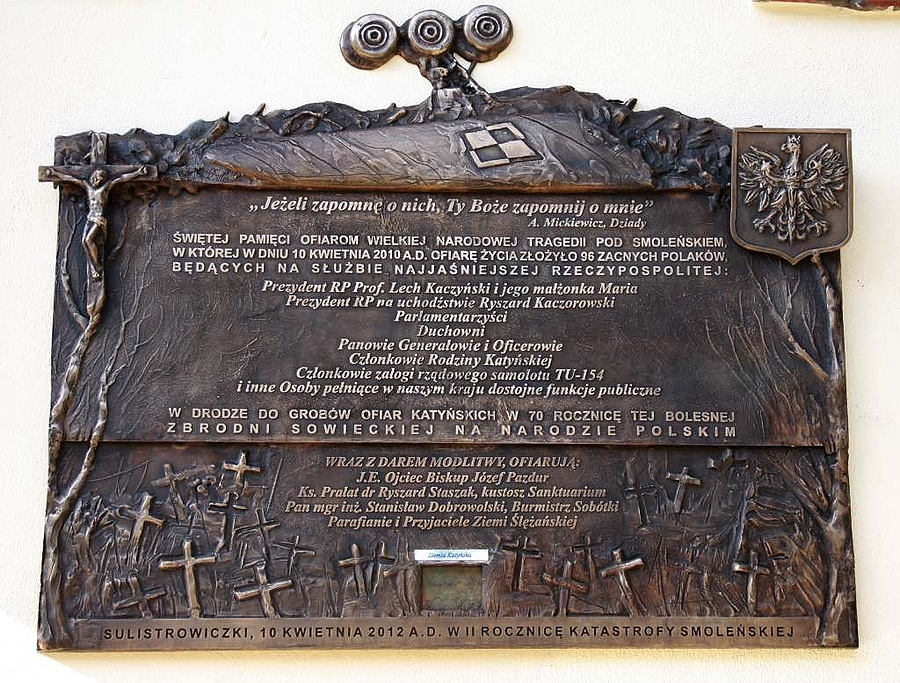 „Jeżeli zapomnę o nich, Ty Boże zapomnij o mnie”
A. Mickiewicz, Dziady
ŚWIĘTEJ PAMIĘCI OFIAROM WIELKIEJ NARODOWEJ TRAGEDII POD SMOLEŃSKIEM,
W KTÓREJ W DNIU 10 KWIETNIA 2010 A.D. OFIARĘ ŻYCIA ZŁOŻYŁO 96 ZACNYCH POLAKÓW,
BĘDĄCYCH NA SŁUŻBIE NAJJAŚNIEJSZEJ RZECZYPOSPOLITEJ:
Prezydent RP Prof. Lech Kaczyński i jego małżonka Maria
Prezydent RP na uchodźstwie Ryszard Kaczorowski
Parlamentarzyści
Duchowni
Panowie Generałowie i Oficerowie
Członkowie Rodziny Katyńskiej
Członkowie załogi rządowego samolotu TU-154
i inne Osoby pełniące w naszym kraju dostojne funkcje publiczne
W DRODZE DO GROBÓW OFIAR KATYŃSKICH W 70 ROCZNICĘ TEJ BOLESNEJ
ZBRODNI SOWIECKIEJ NA NARODZIE POLSKIM
WRAZ Z DAREM MODLITWY, OFIARUJĄ:
J.E. Ojciec Biskup Józef Pazdur
Ks. Prałat dr Ryszard Staszak, kustosz Sanktuarium
Pan mgr inż. Stanisław Dobrowolski, Burmistrz Sobótki
Parafianie i Przyjaciele Ziemi Ślężańskiej
Ziemia Katyńska
SULISTROWICZKI, 10 KWIETNIA 2012 A.D. W II ROCZNICĘ KATASTROFY SMOLEŃSKIEJ